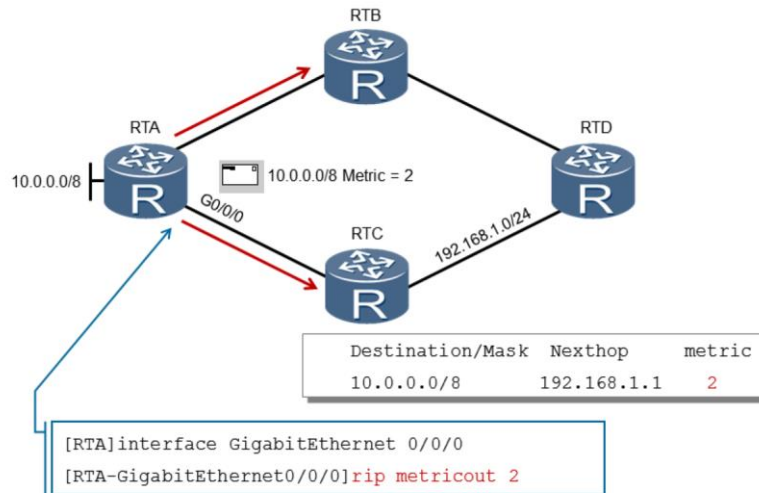 RTB
RTA
RTD
10.0.0.0/8
R
R
R
10.0.0.0/8 Metric = 2
G0/0/0
RTC
192.168.1.0/24
R
Destination/Mask Nexthop metric
10.0.0.0/8 192.168.1.1 2
[RTA]interface GigabitEthernet 0/0/0
[RTA-GigabitEthernet0/0/0]rip metricout 2